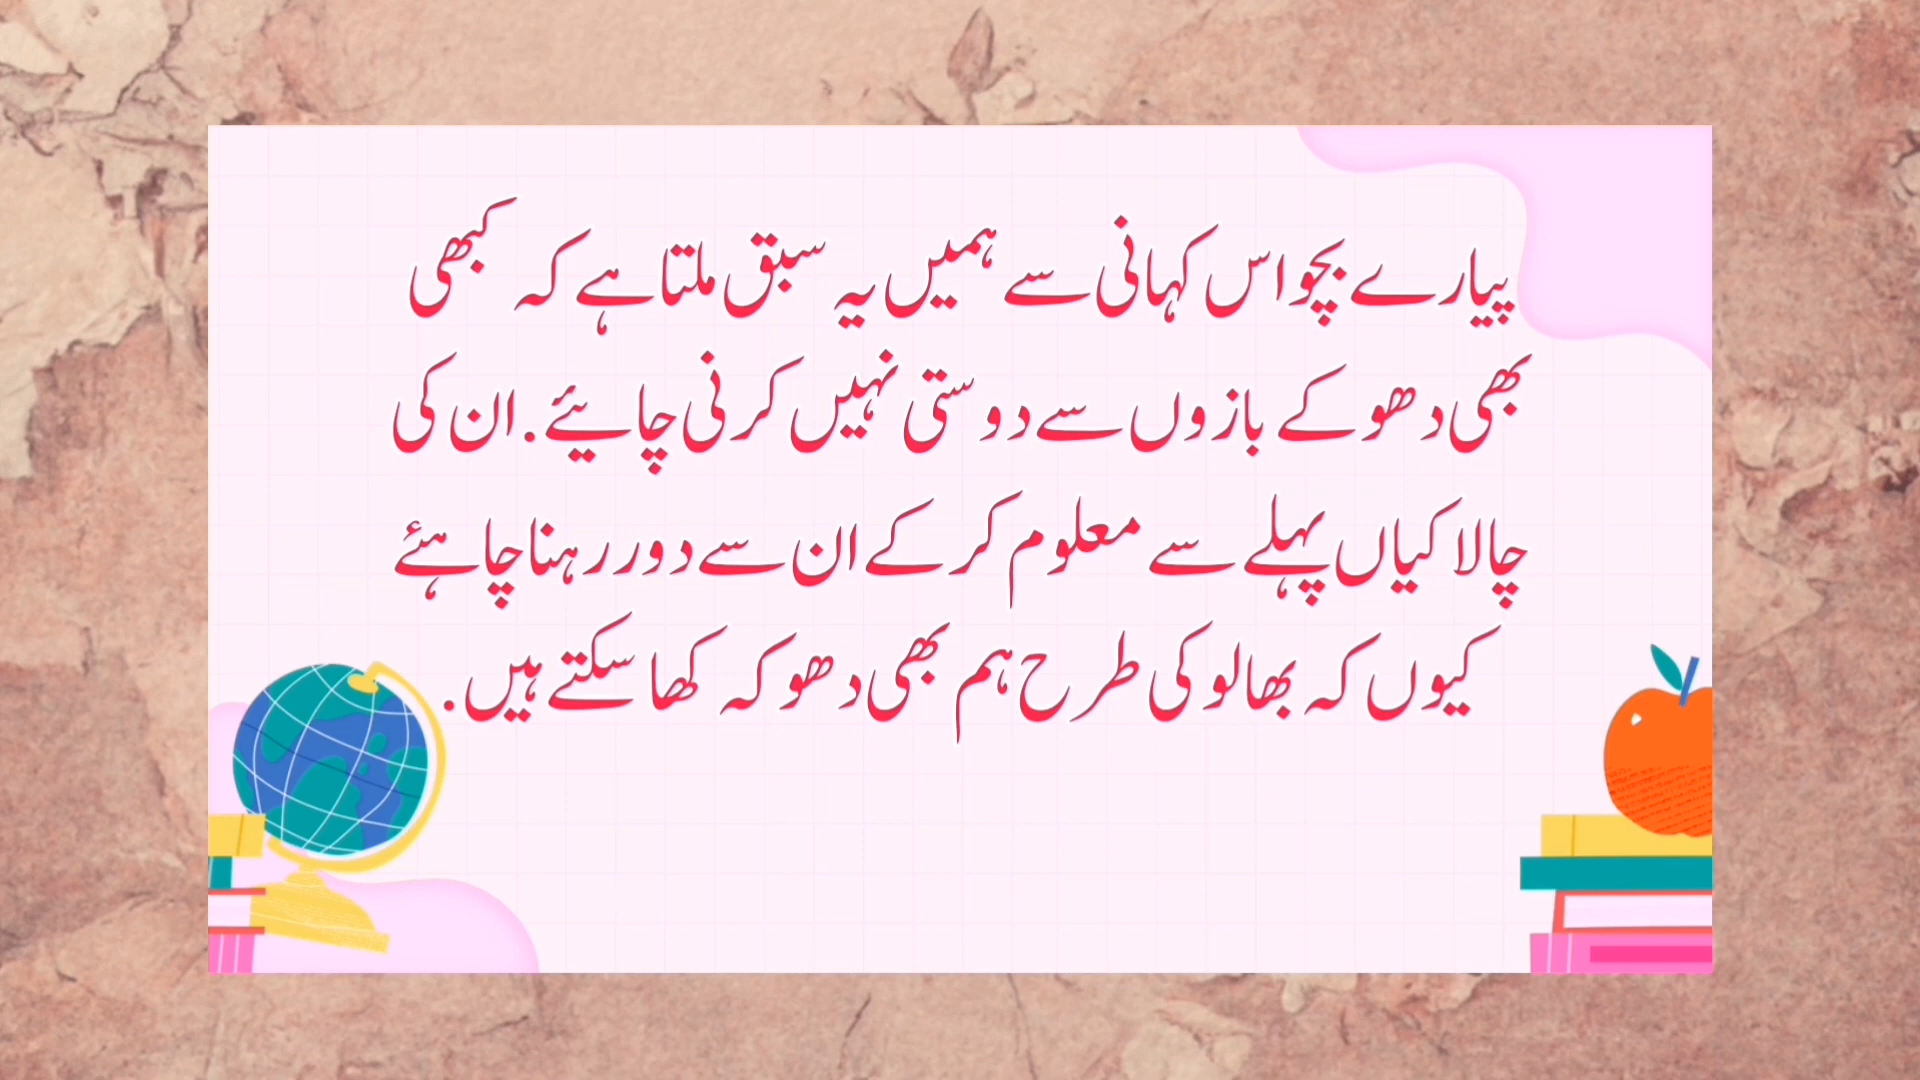 پیارے بچو اس کہانی سے ہمیں یہ سبق ملتا ہے کہ کبھی
بھی دھوکے بازوں سے دوستی نہیں کرنی چایئے. ان کی
چالاکیاں پہلے سے معلوم کر کے ان سے دور رہنا چاہئے
کیوں کہ بھالو کی طرح ہم بھی دھوکہ کھا سکتے ہیں.